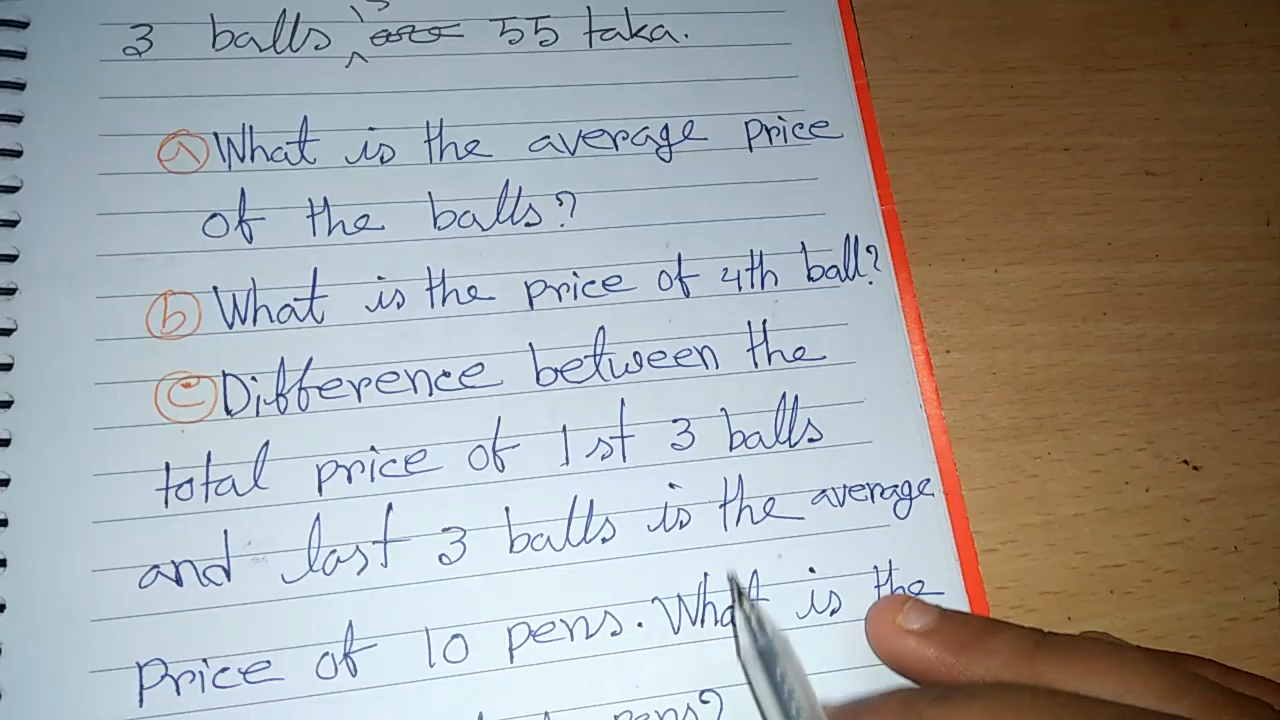 3 balls is 55 taka.
ⓐ What is the average price
of the balls?
ⓑ What is the price of 4th ball?
ⓒ Difference between the
total price of 1st 3 balls
and last 3 balls is the average
Price of 10 pens. What is the
pens?